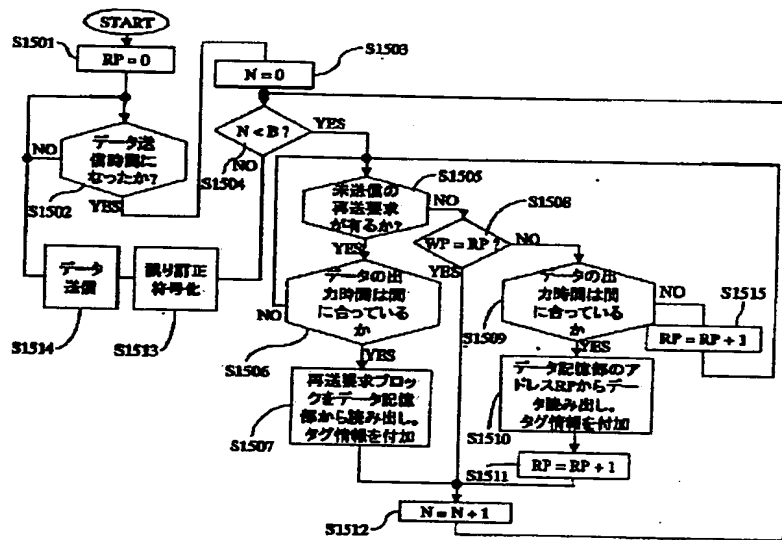 START
S1501
RP = 0
S1503
N = 0
データ送
信時間に
なったか?
NO
YES
S1502
N < B ?
YES
NO
S1504
未送信の
再送要求
が有るか?
S1505
NO
YES
WP = RP ?
S1508
NO
YES
データ
送信
S1514
誤り訂正
符号化
S1513
データの出
力時間は間
に合っている
か
NO
YES
S1506
データの出
力時間は間
に合っている
か
NO
YES
S1509
S1515
RP = RP + 1
再送要求ブロッ
クをデータ記憶
部から読み出し。
タグ情報を付加
S1507
データ記憶部のア
ドレスRPからデー
タ読み出し。
タグ情報を付加
S1510
RP = RP + 1
S1511
N = N + 1
S1512